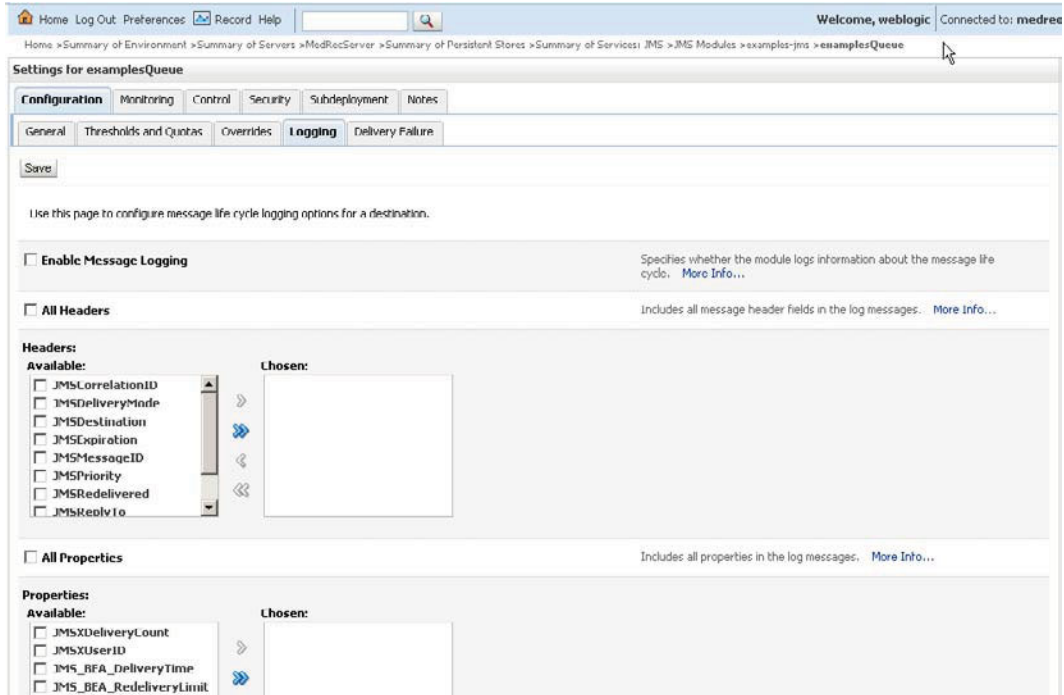 Home Log Out Preferences Record Help
Welcome, weblogic Connected to: medrec
Home >Summary of Environment >Summary of Servers >MedRecServer >Summary of Persistent Stores >Summary of Services: JMS >JMS Modules >examples-jms >examplesQueue
Settings for examplesQueue
Configuration Monitoring Control Security Subdeployment Notes
General Thresholds and Quotas Overrides Logging Delivery Failure
Save
Use this page to configure message life cycle logging options for a destination.
Enable Message Logging
Specifies whether the module logs information about the message life
cycle. More Info...
All Headers
Includes all message header fields in the log messages. More Info...
Headers:
Available: Chosen:
JMSCorrelationID
JMSDeliveryMode
JMSDestination
JMSExpiration
JMSMessageID
JMSPriority
JMSRedelivered
JMSReplyTo
All Properties
Includes all properties in the log messages. More Info...
Properties:
Available: Chosen:
JMSXDeliveryCount
JMSXUserID
JMS_BEA_DeliveryTime
JMS_BEA_RedeliveryLimit